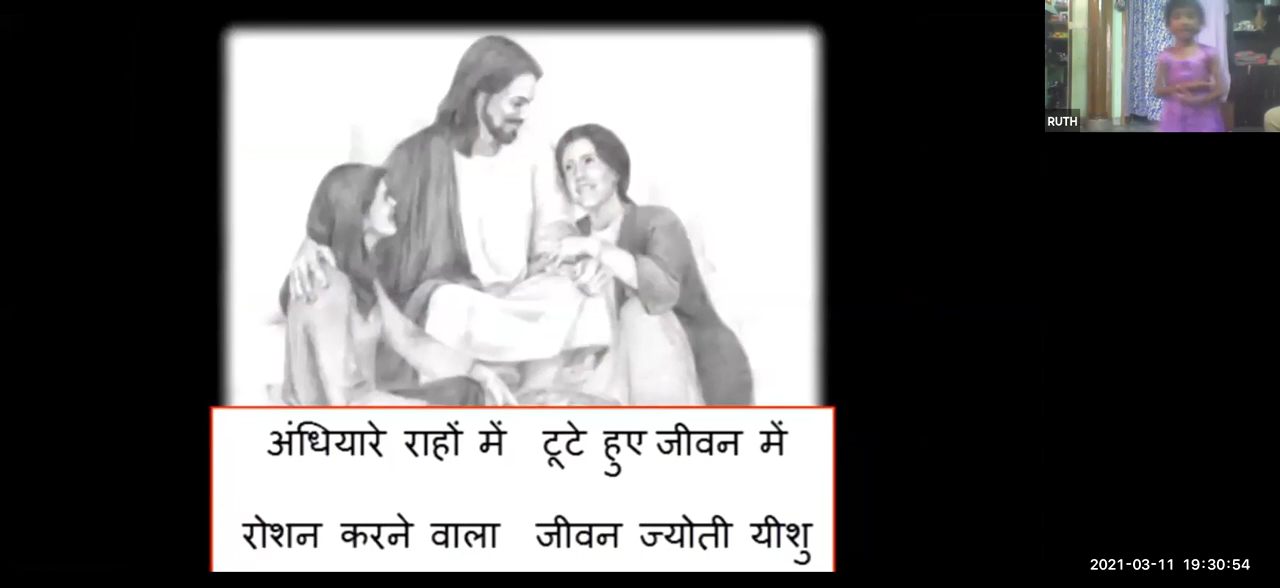 RUTH
अंधियारे राहों में टूटे हुए जीवन में
रोशन करने वाला जीवन ज्योती यीशु
2021-03-11 19:30:54